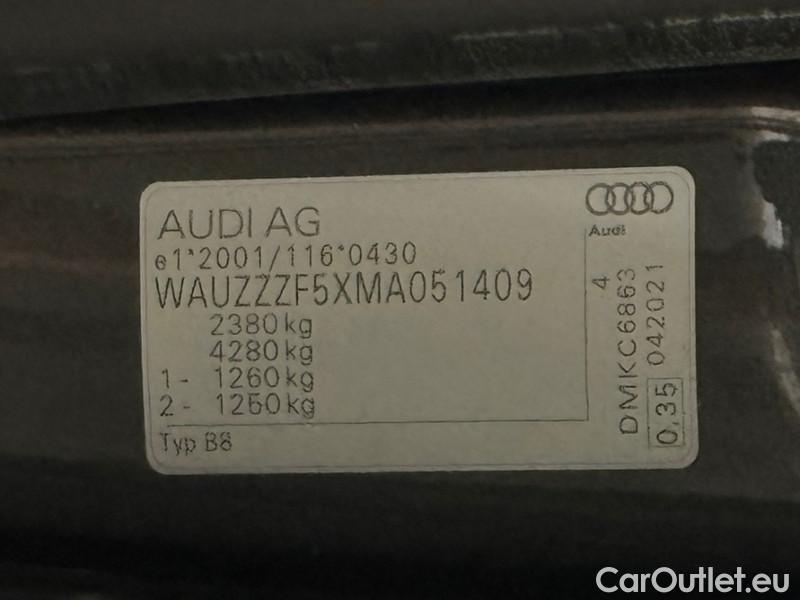 AUDI AG
e1*2001/116*0430
WAUZZZF5XMA051409
2380kg
4280kg
1- 1260kg
2- 1250kg
Typ B8
Audi
4
DMKC6863
042021
0,35
CarOutlet.eu